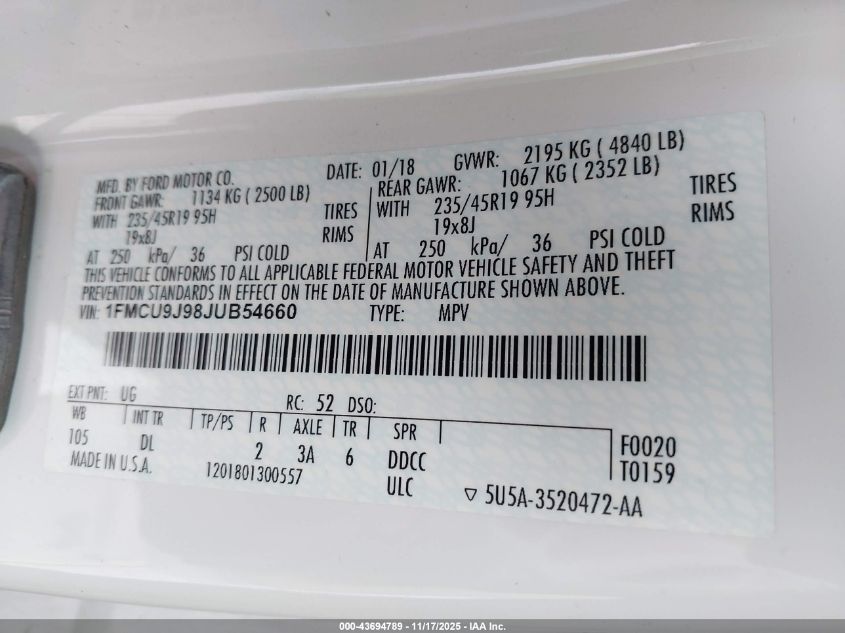 MFD. BY FORD MOTOR CO. DATE: 01/18 GVWR: 2195 KG ( 4840 LB)
FRONT GAWR: 1134 KG ( 2500 LB) REAR GAWR: 1067 KG ( 2352 LB)
WITH 235/45R19 95H TIRES WITH 235/45R19 95H TIRES
19x8J RIMS 19x8J RIMS
AT 250 kPa/ 36 PSI COLD AT 250 kPa/ 36 PSI COLD
THIS VEHICLE CONFORMS TO ALL APPLICABLE FEDERAL MOTOR VEHICLE SAFETY AND THEFT
PREVENTION STANDARDS IN EFFECT ON THE DATE OF MANUFACTURE SHOWN ABOVE.
VIN: 1FMCU9J98JUB54660 TYPE: MPV
EXT PNT: UG RC: 52 DSO:
WB INT TR TP/PS R AXLE TR SPR
105 DL 2 3A 6 DDCC F0020
MADE IN U.S.A. 1201801300557 ULC T0159
5U5A-3520472-AA
000-43694789 - 11/17/2025 - IAA Inc.